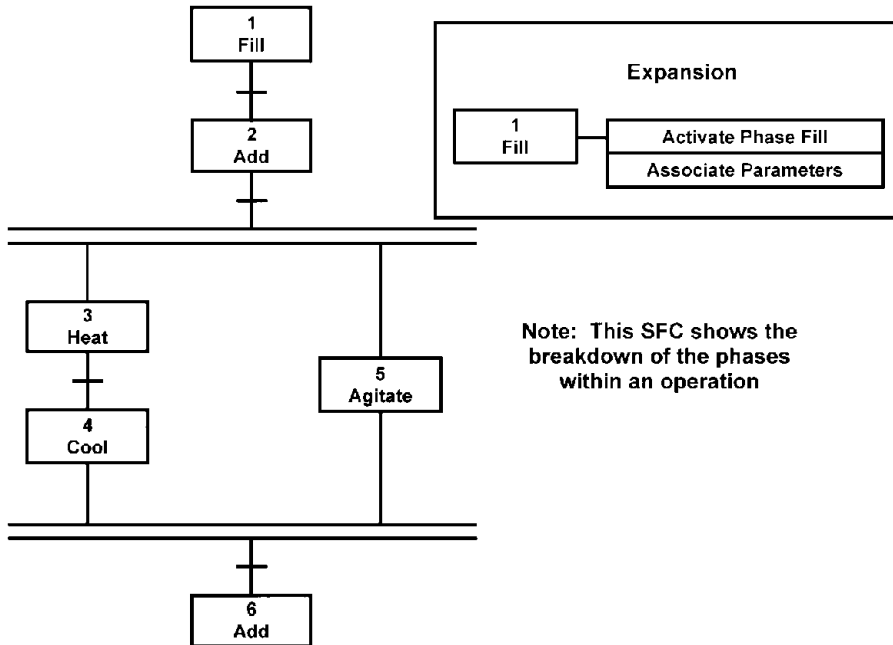 1
Fill
2
Add
3
Heat
4
Cool
5
Agitate
6
Add
Expansion
1
Fill
Activate Phase Fill
Associate Parameters
Note: This SFC shows the
breakdown of the phases
within an operation